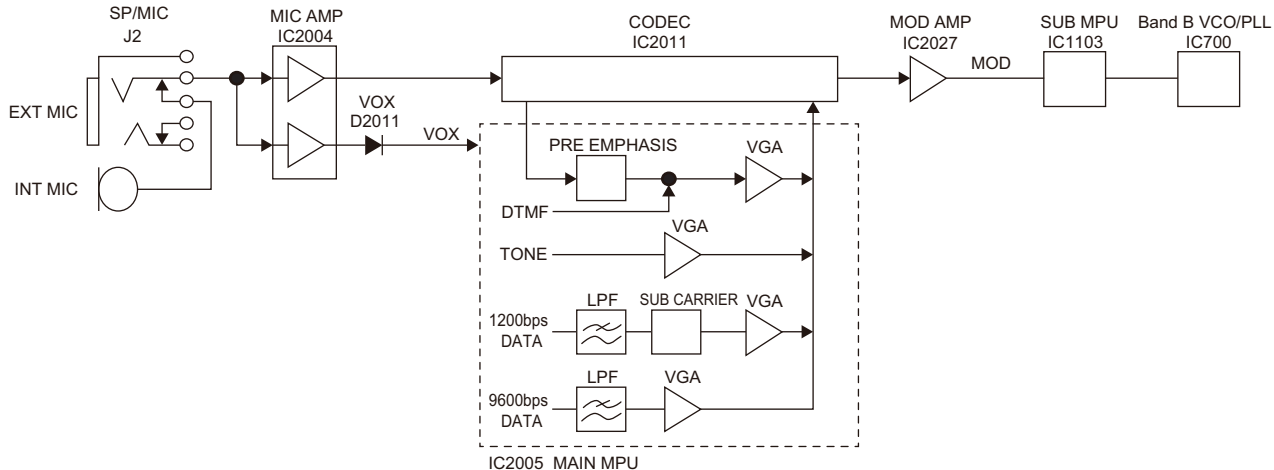 SP/MIC
J2
MIC AMP
IC2004
CODEC
IC2011
MOD AMP
IC2027
MOD
SUB MPU
IC1103
Band B VCO/PLL
IC700
EXT MIC
INT MIC
VOX
D2011
VOX
PRE EMPHASIS
VGA
DTMF
VGA
TONE
LPF
SUB CARRIER
VGA
1200bps
DATA
LPF
VGA
9600bps
DATA
IC2005 MAIN MPU